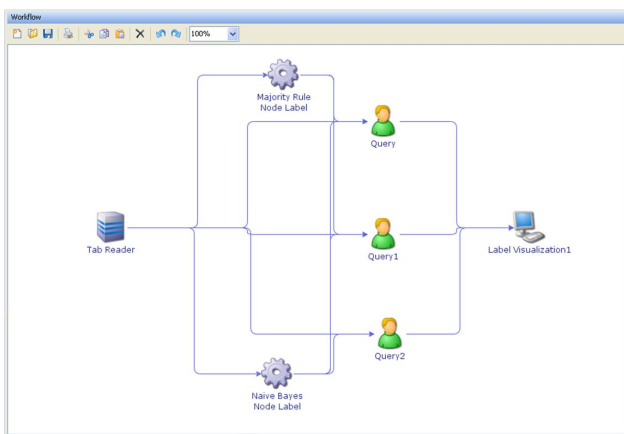 Workflow
100%
Majority Rule
Node Label
Query
Tab Reader
Query1
Label Visualization1
Query2
Naive Bayes
Node Label